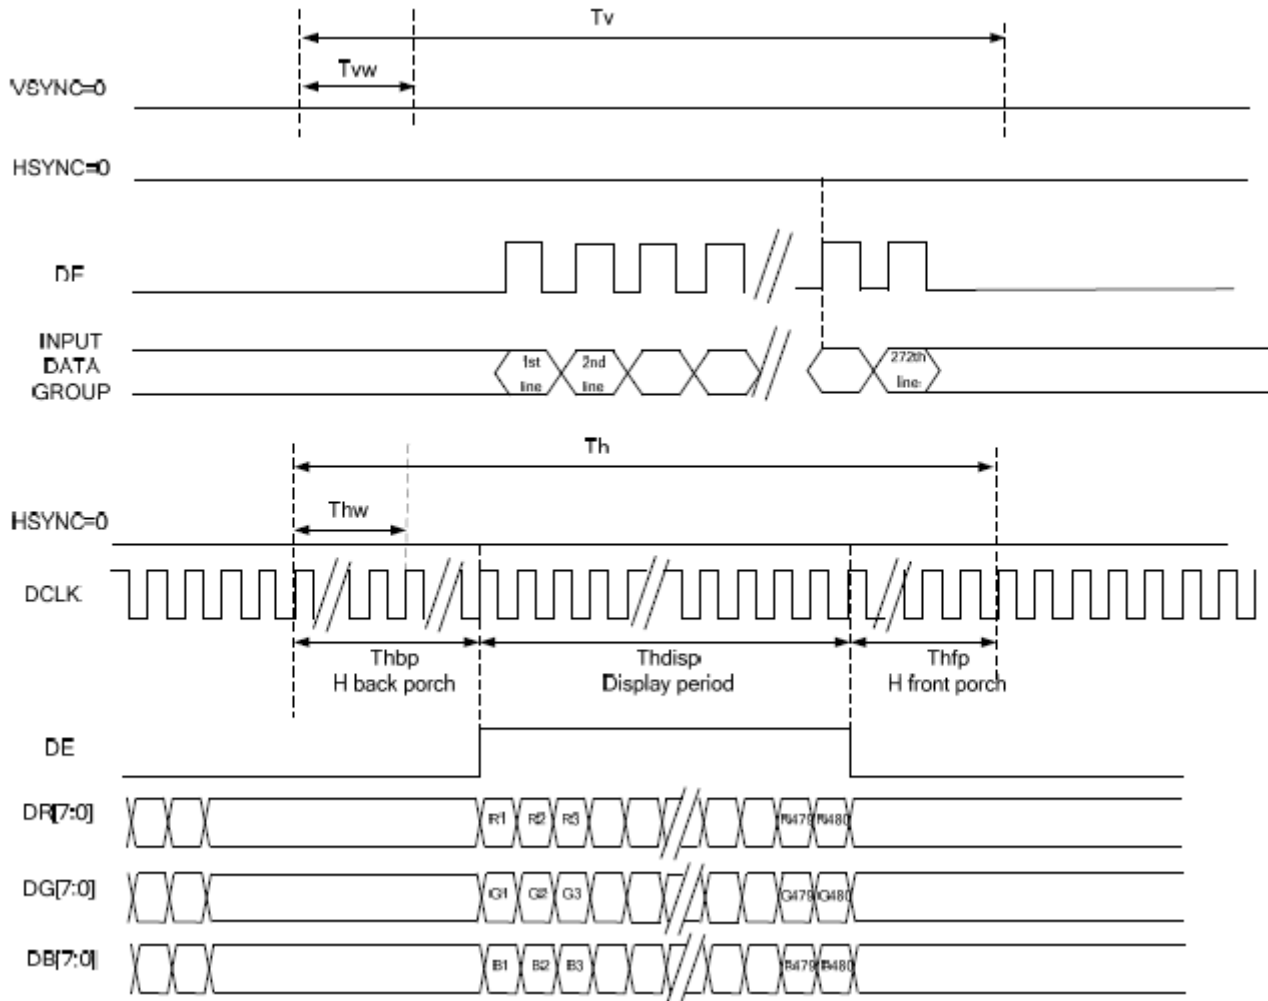 Tv
Tvw
VSYNC=0
HSYNC=0
DE
INPUT
DATA
GROUP
1st
line
2nd
line
272th
line
Th
Thw
HSYNC=0
DCLK
Thbp
H back porch
Thdisp
Display period
Thfp
H front porch
DE
DR[7:0]
R1 R2 R3 R479 R480
DG[7:0]
G1 G2 G3 G479 G480
DB[7:0]
B1 B2 B3 B479 B480